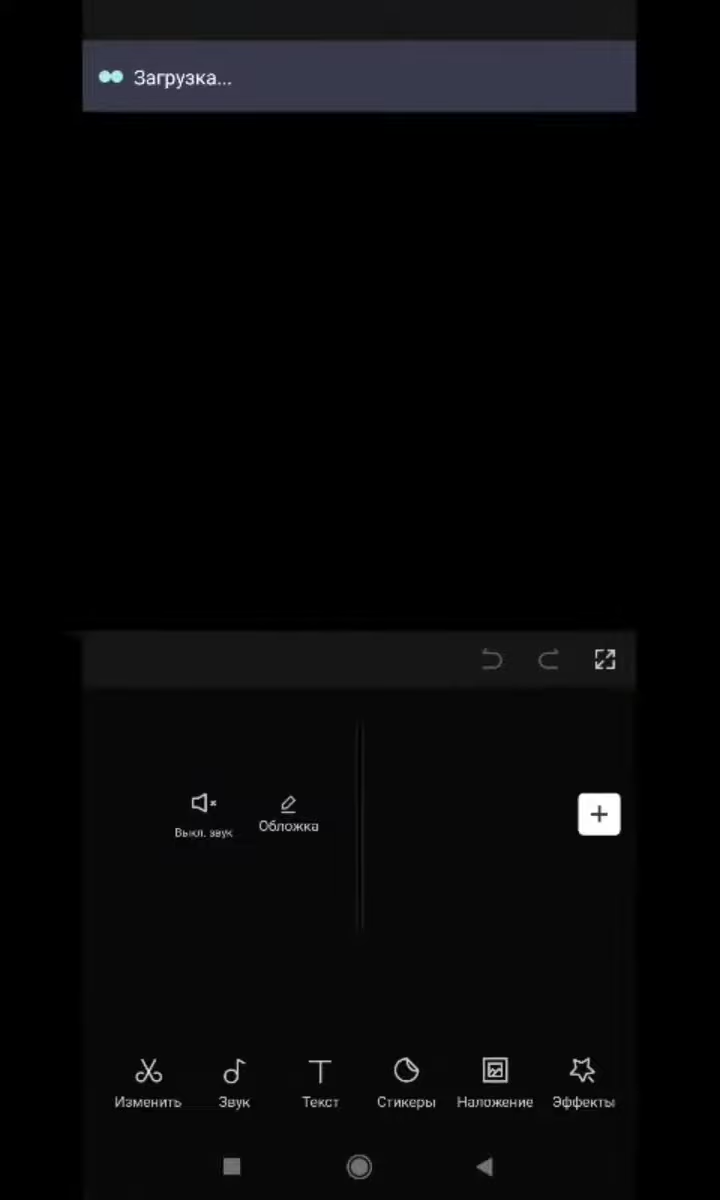 Загрузка...
Выкл. звук
Обложка
Изменить
Звук
Текст
Стикеры
Наложение
Эффекты